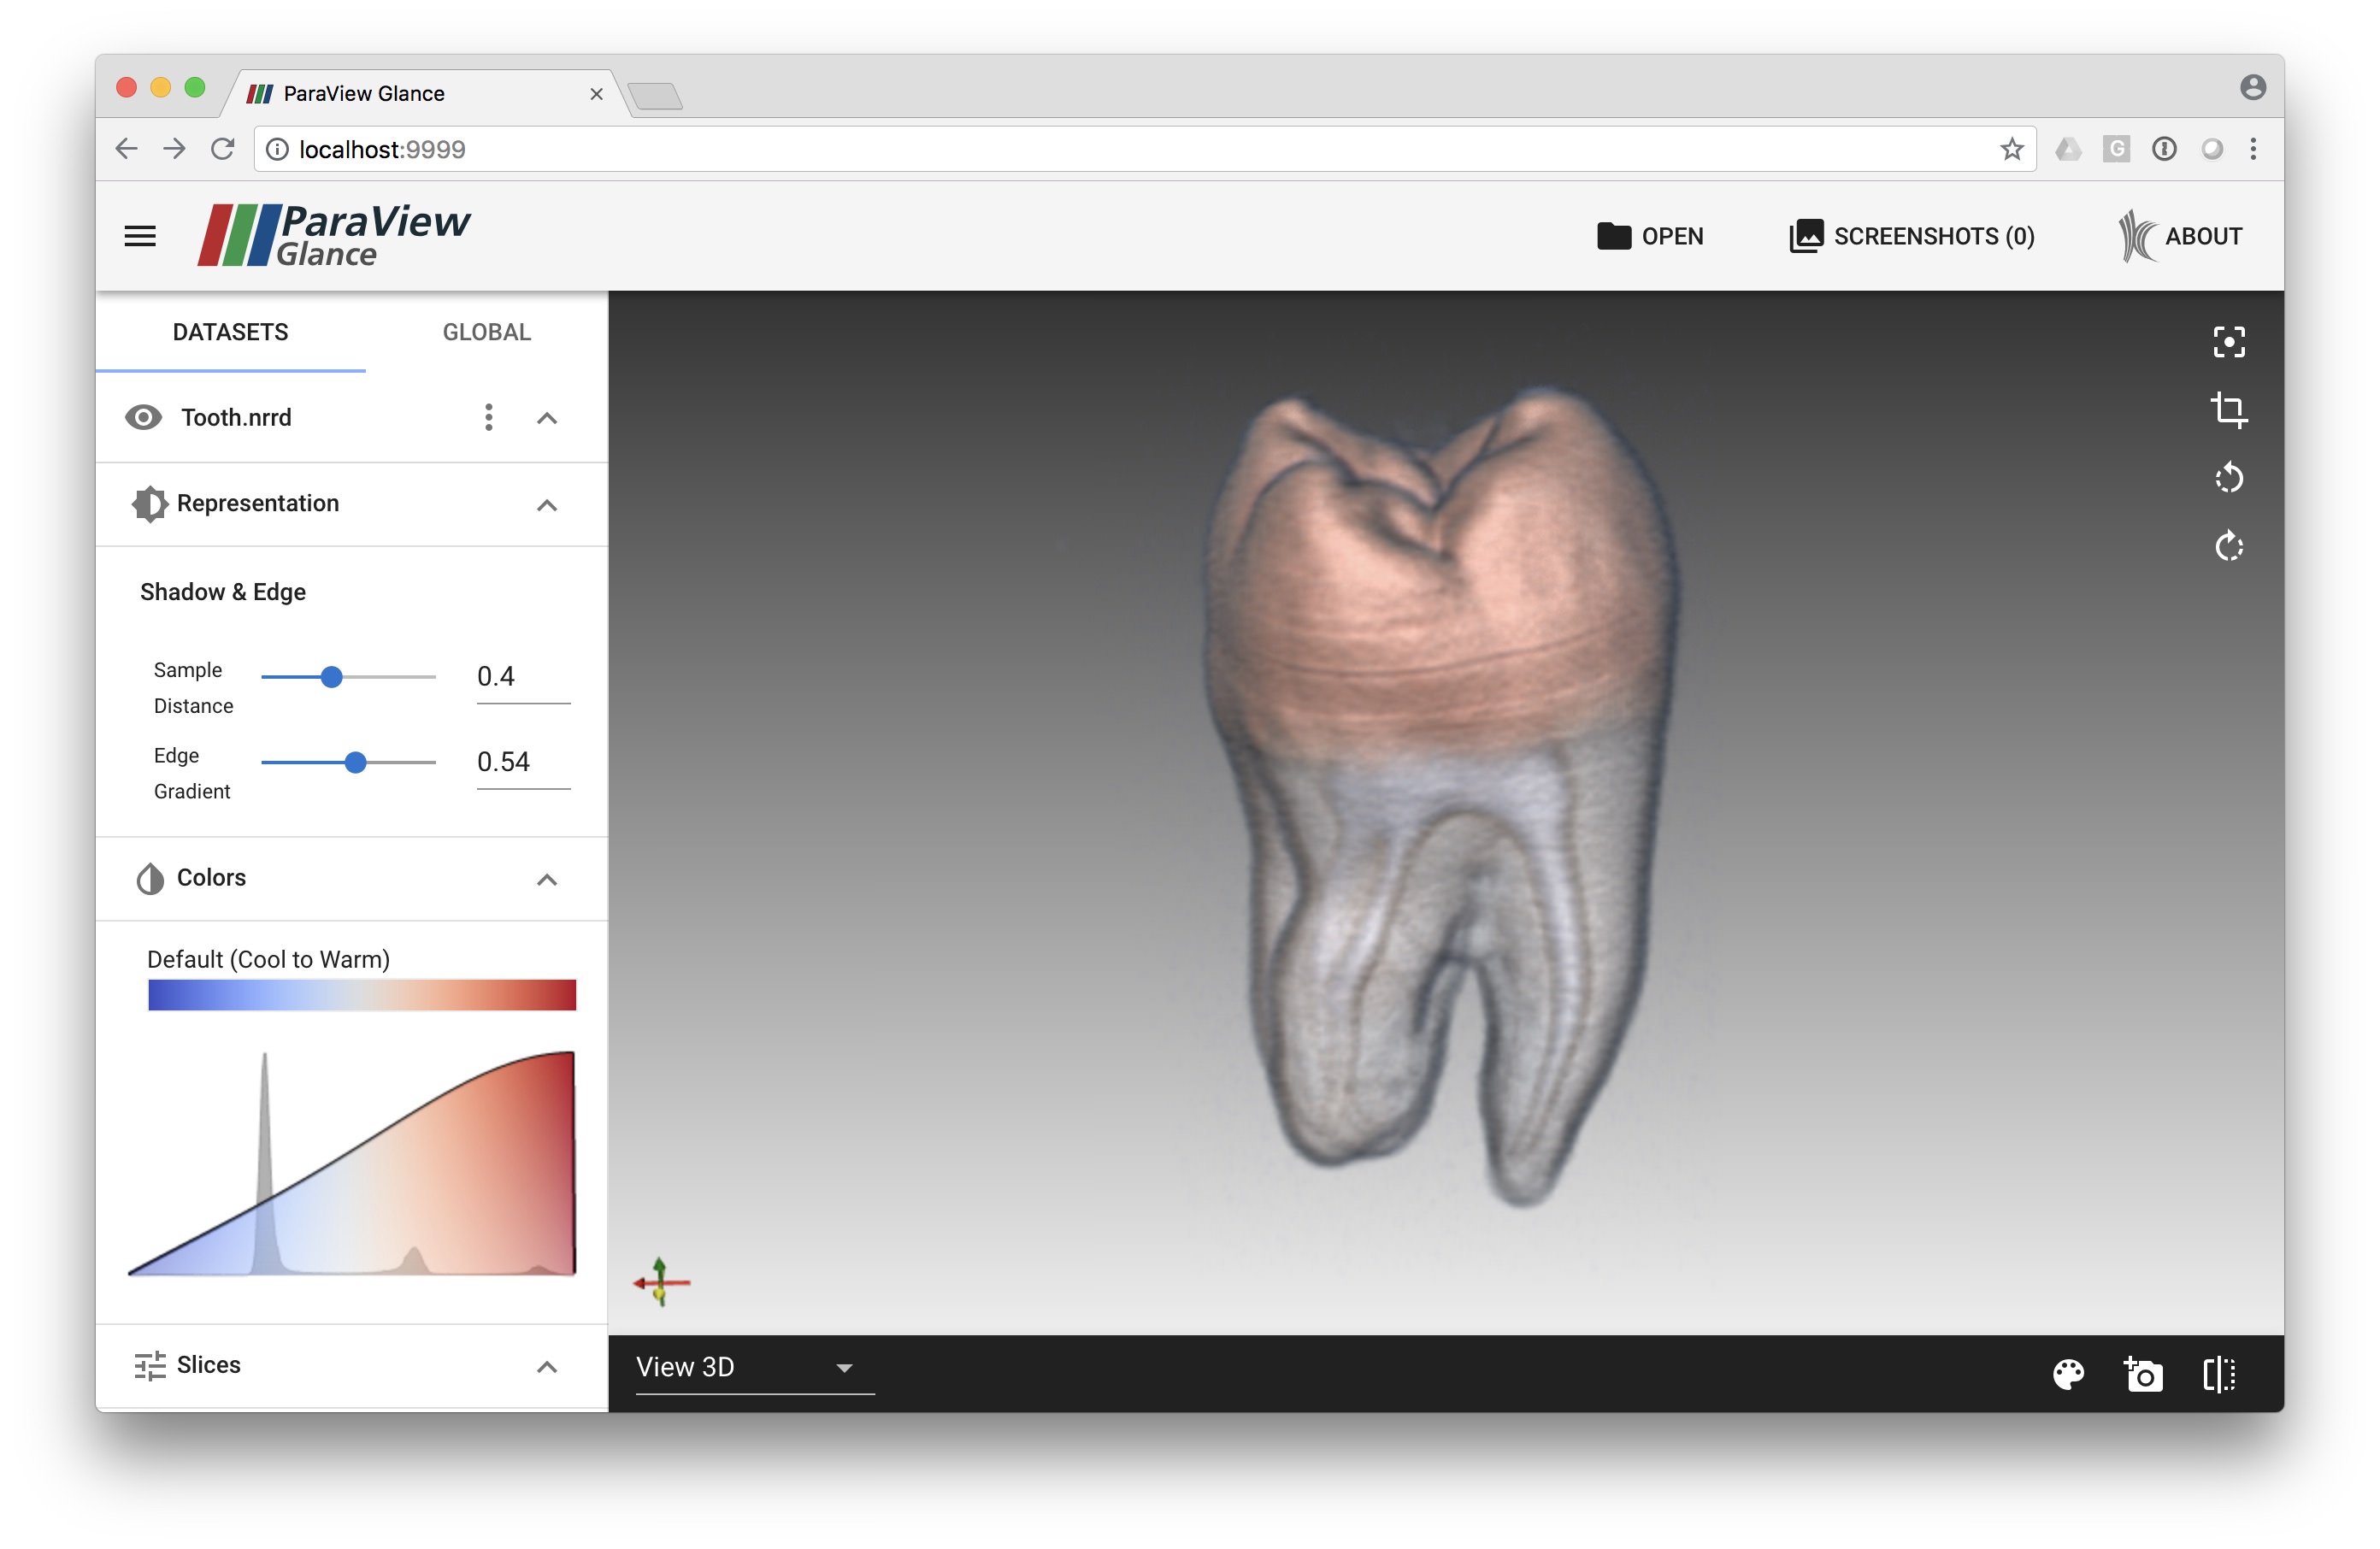 ParaView Glance
localhost:9999
ParaView
Glance
OPEN
SCREENSHOTS (0)
ABOUT
DATASETS
GLOBAL
Tooth.nrrd
Representation
Shadow & Edge
Sample
Distance
0.4
Edge
Gradient
0.54
Colors
Default (Cool to Warm)
Slices
View 3D
G